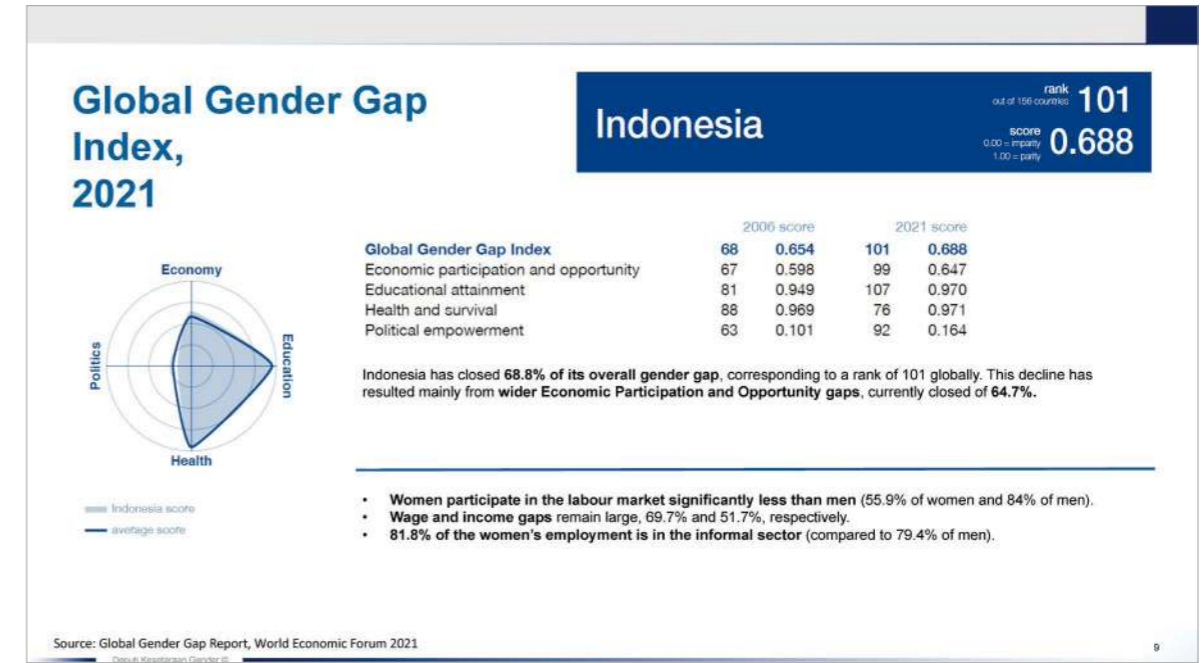 Global Gender Gap
Index,
2021
Indonesia
rank
out of 156 countries
101
score
0.00 = imparity
1.00 = parity
0.688
2006 score 2021 score
Global Gender Gap Index 68 0.654 101 0.688
Economic participation and opportunity 67 0.598 99 0.647
Educational attainment 81 0.949 107 0.970
Health and survival 88 0.969 76 0.971
Political empowerment 63 0.101 92 0.164
Economy
Politics
Education
Health
Indonesia score
average score
Indonesia has closed 68.8% of its overall gender gap, corresponding to a rank of 101 globally. This decline has
resulted mainly from wider Economic Participation and Opportunity gaps, currently closed of 64.7%.
• Women participate in the labour market significantly less than men (55.9% of women and 84% of men).
• Wage and income gaps remain large, 69.7% and 51.7%, respectively.
• 81.8% of the women's employment is in the informal sector (compared to 79.4% of men).
Source: Global Gender Gap Report, World Economic Forum 2021
Deputi Kesetaraan Gender ©
9